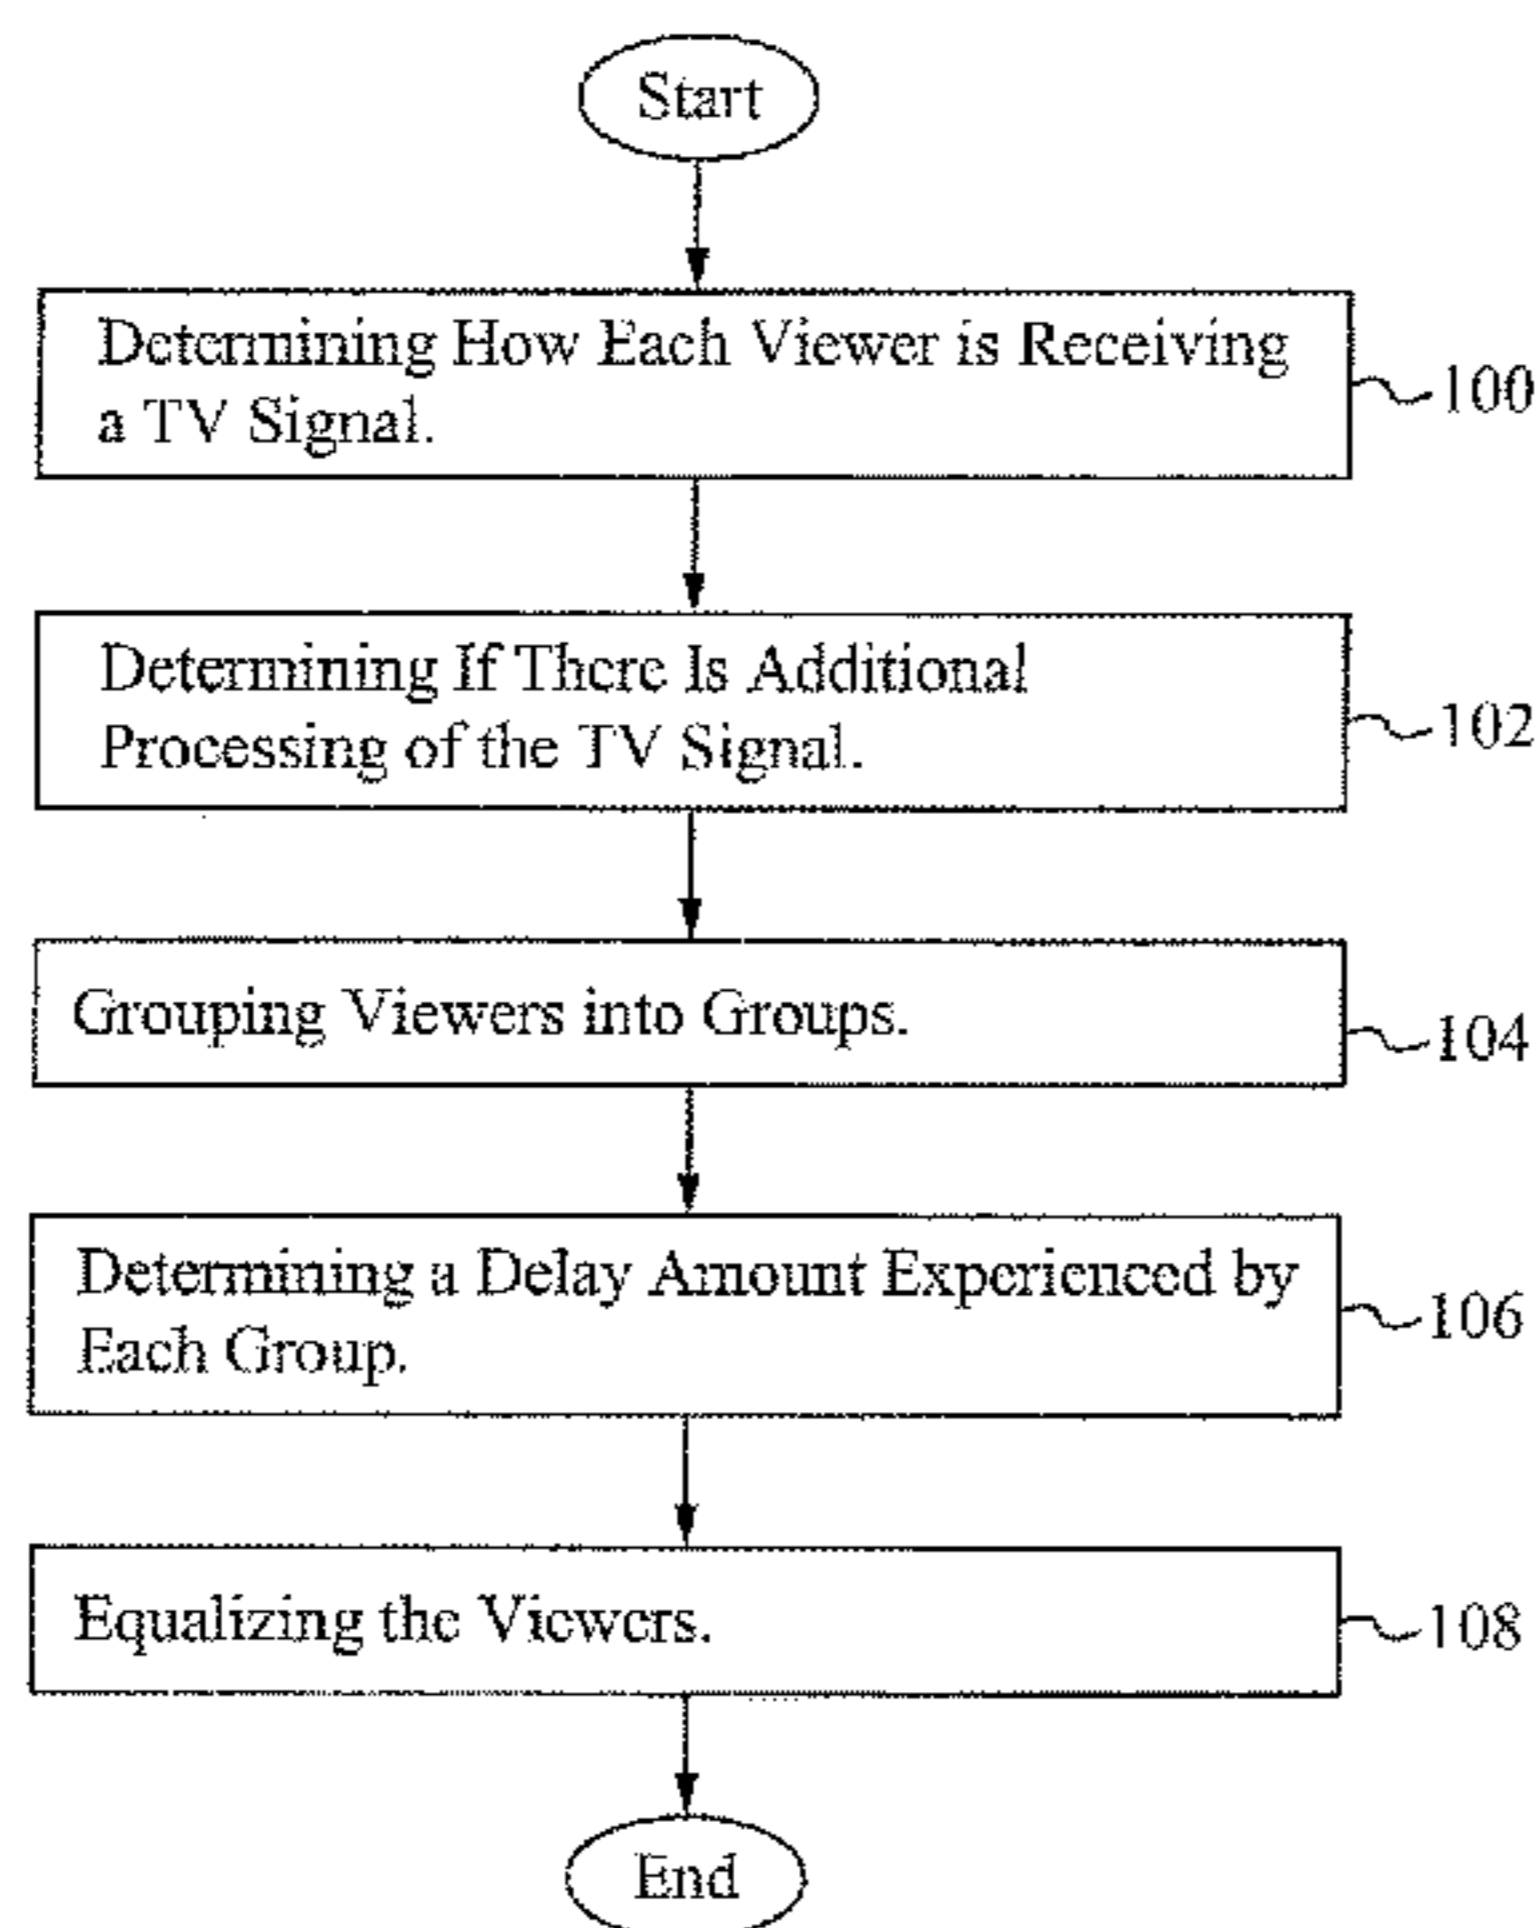 Start
Determining How Each Viewer is Receiving
a TV Signal.
100
Determining If There Is Additional
Processing of the TV Signal.
102
Grouping Viewers into Groups.
104
Determining a Delay Amount Experienced by
Each Group.
106
Equalizing the Viewers.
108
End